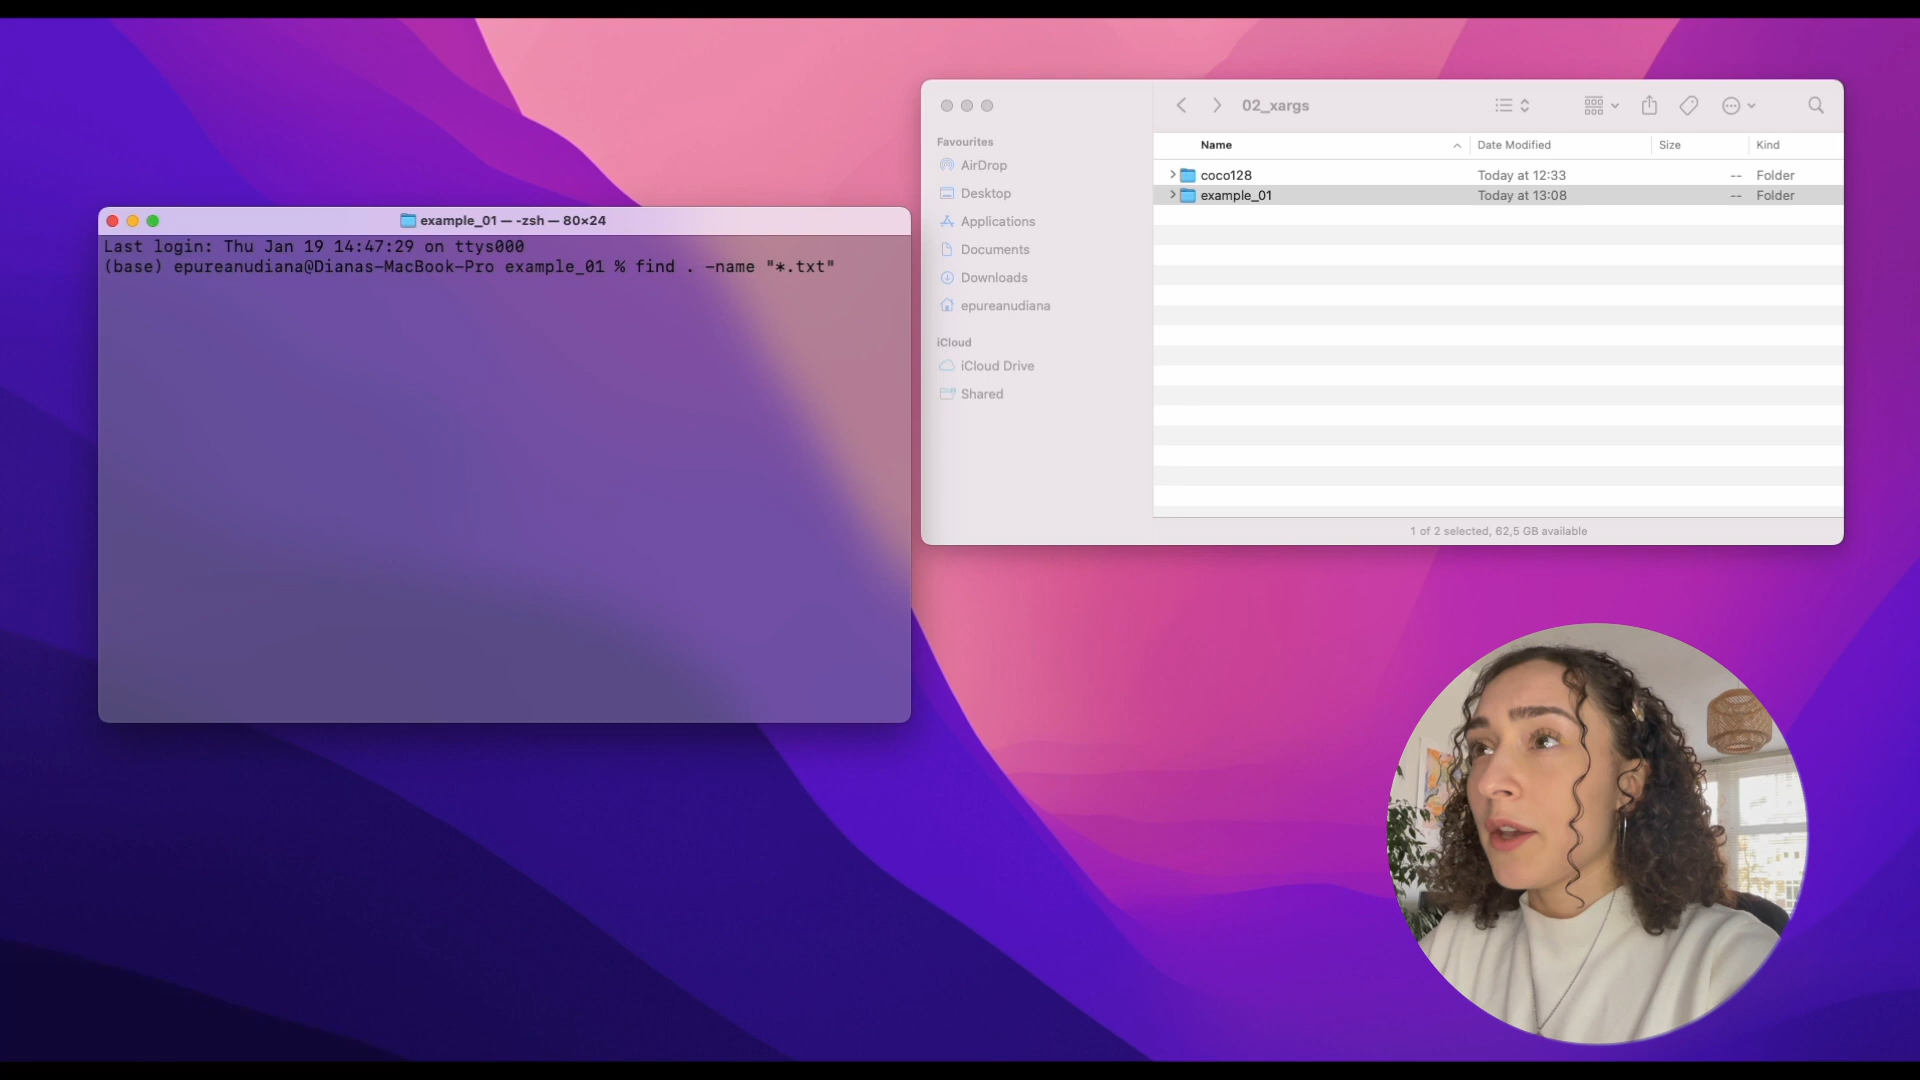 example_01 — -zsh — 80×24
Last login: Thu Jan 19 14:47:29 on ttys000
(base) epureanudiana@Dianas-MacBook-Pro example_01 % find . -name "*.txt"
02_xargs
Favourites
AirDrop
Desktop
Applications
Documents
Downloads
epureanudiana
iCloud
iCloud Drive
Shared
Name Date Modified Size Kind
coco128 Today at 12:33 -- Folder
example_01 Today at 13:08 -- Folder
1 of 2 selected, 62,5 GB available